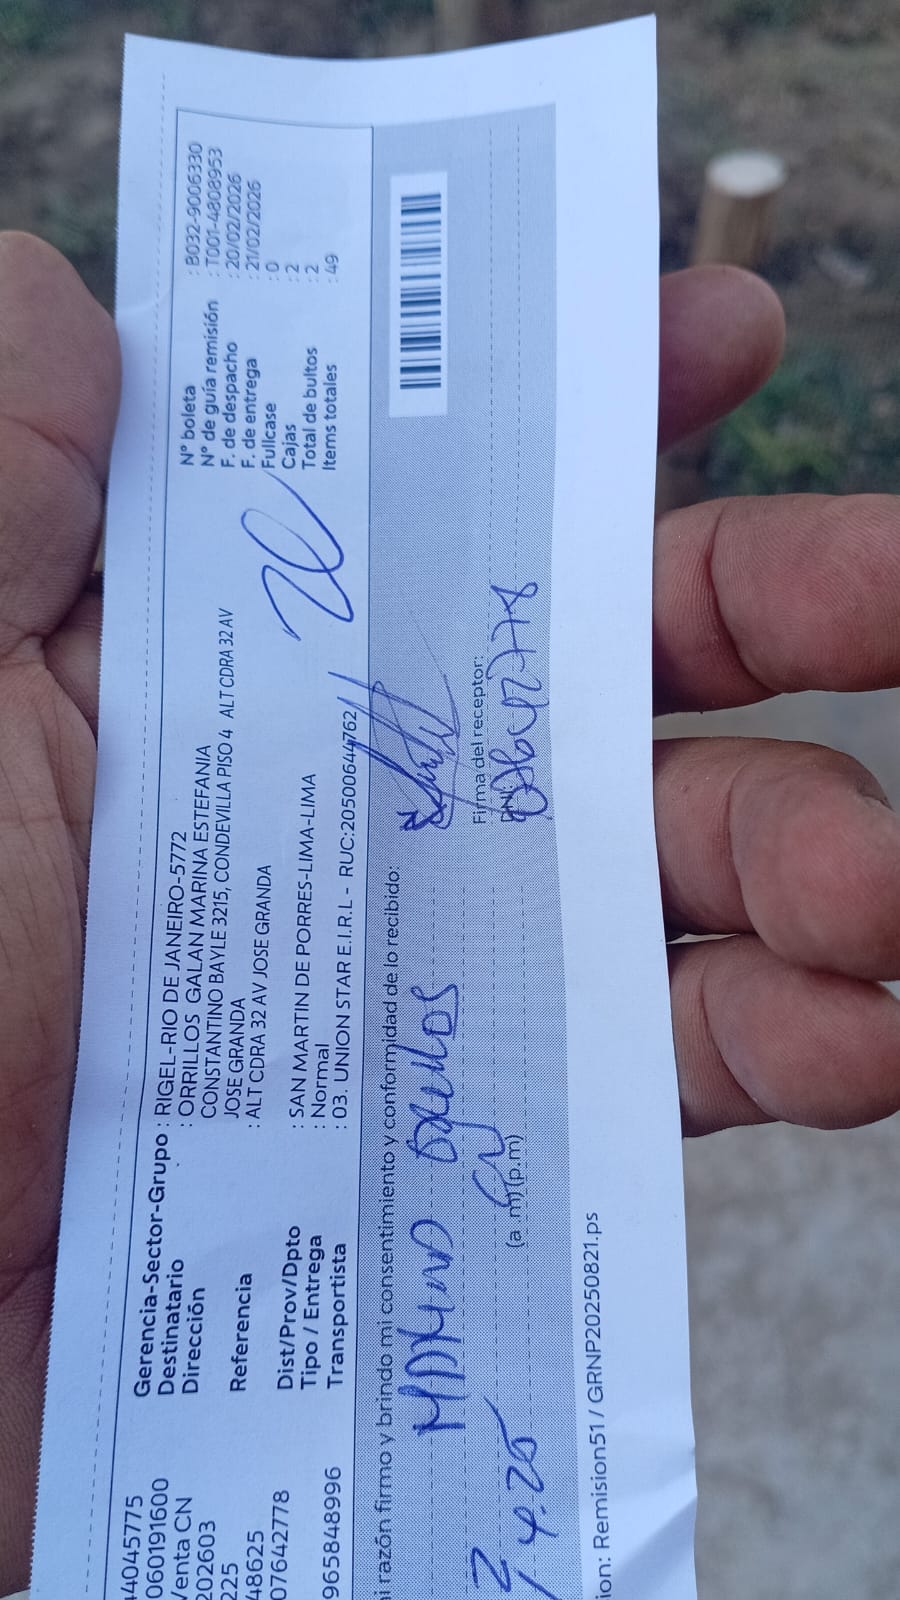 44045775
060191600
Venta CN
202603
225
48625
07642778
965848996
Gerencia-Sector-Grupo : RIGEL-RIO DE JANEIRO-5772
Destinatario : ORRILLOS GALAN MARINA ESTEFANIA
Dirección CONSTANTINO BAYLE 3215, CONDEVILLA PISO 4 ALT CDRA 32 AV
JOSE GRANDA
Referencia : ALT CDRA 32 AV JOSE GRANDA
Dist/Prov/Dpto : SAN MARTIN DE PORRES-LIMA-LIMA
Tipo / Entrega : Normal
Transportista : 03. UNION STAR E.I.R.L - RUC:20500644762
N° boleta : B032-9006330
N° de guía remisión : T001-4808953
F. de despacho : 20/02/2026
F. de entrega : 21/02/2026
Fullcase : 0
Cajas : 2
Total de bultos : 2
Items totales : 49
razón firmo y brindo mi consentimiento y conformidad de lo recibido:
Firma del receptor:
DNI:
4.25
(a.m) (p.m)
ion: Remision51 / GRNP20250821.ps